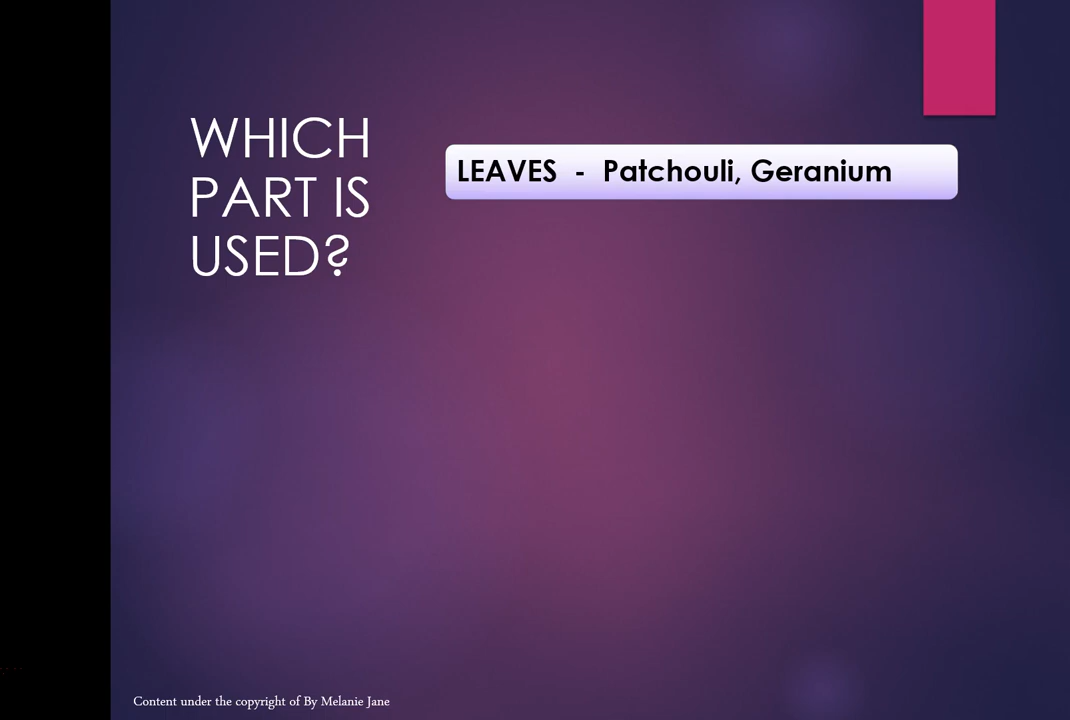 WHICH
PART IS
USED?
LEAVES - Patchouli, Geranium
Content under the copyright of By Melanie Jane